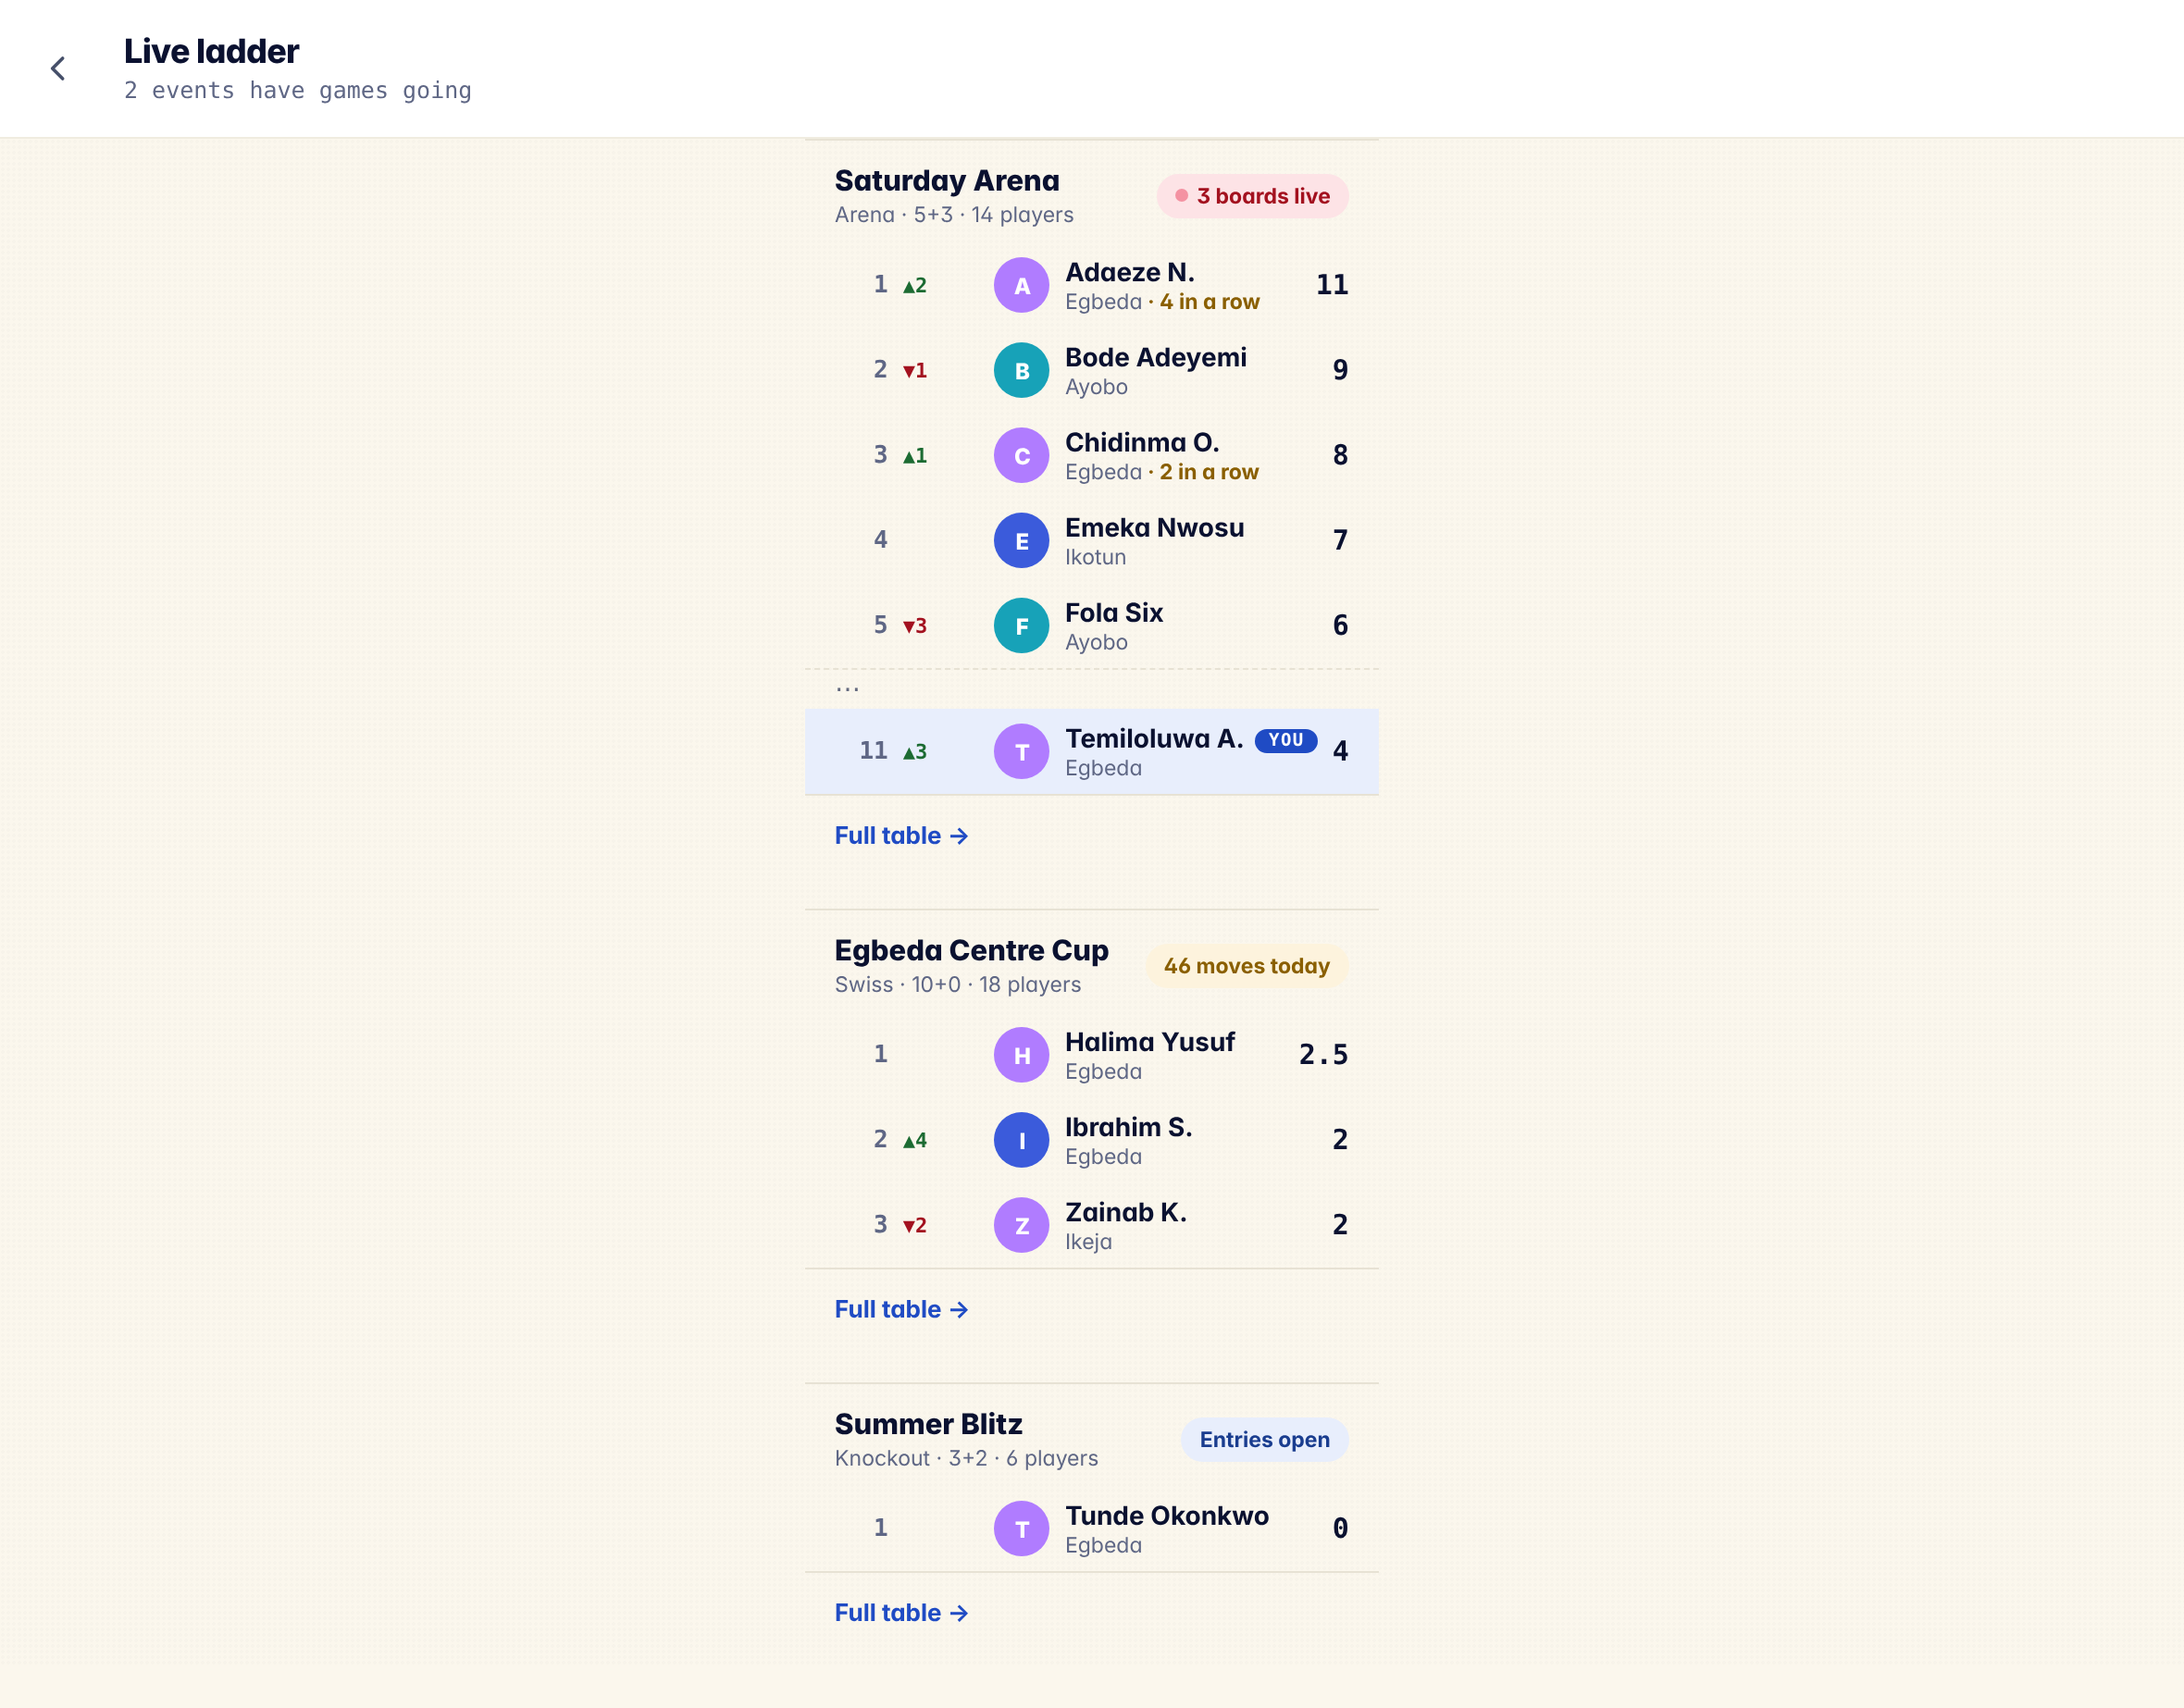 Live ladder
2 events have games going
Saturday Arena
Arena · 5+3 · 14 players
3 boards live
1 ▲2 A Adaeze N. 11
Egbeda · 4 in a row
2 ▼1 B Bode Adeyemi 9
Ayobo
3 ▲1 C Chidinma O. 8
Egbeda · 2 in a row
4 E Emeka Nwosu 7
Ikotun
5 ▼3 F Fola Six 6
Ayobo
...
11 ▲3 T Temiloluwa A. YOU 4
Egbeda
Full table →
Egbeda Centre Cup
Swiss · 10+0 · 18 players
46 moves today
1 H Halima Yusuf 2.5
Egbeda
2 ▲4 I Ibrahim S. 2
Egbeda
3 ▼2 Z Zainab K. 2
Ikeja
Full table →
Summer Blitz
Knockout · 3+2 · 6 players
Entries open
1 T Tunde Okonkwo 0
Egbeda
Full table →